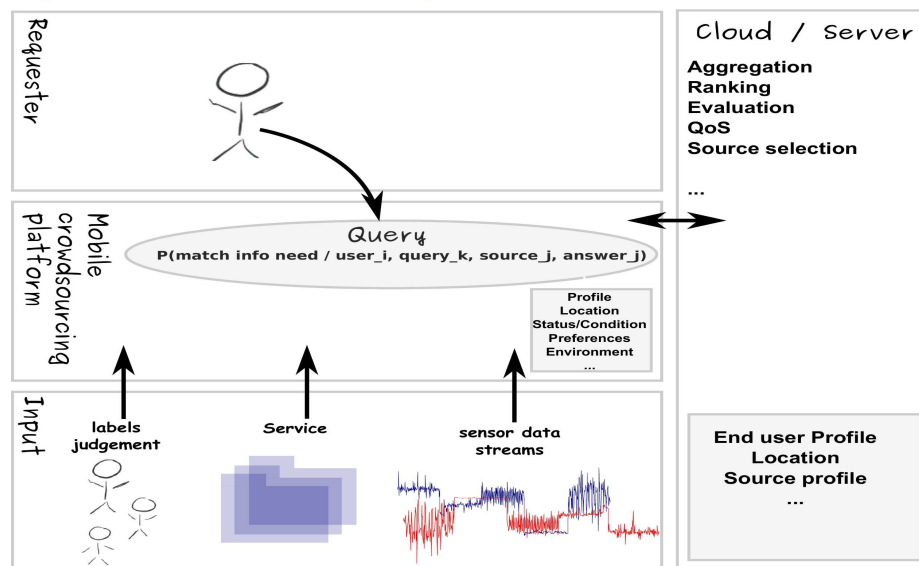 Requester
Mobile
crowdsourcing
platform
Query
P(match info need / user_i, query_k, source_j, answer_j)
Profile
Location
Status/Condition
Preferences
Environment
...
Input
labels
judgement
Service
sensor data
streams
Cloud / Server
Aggregation
Ranking
Evaluation
QoS
Source selection
...
End user Profile
Location
Source profile
...